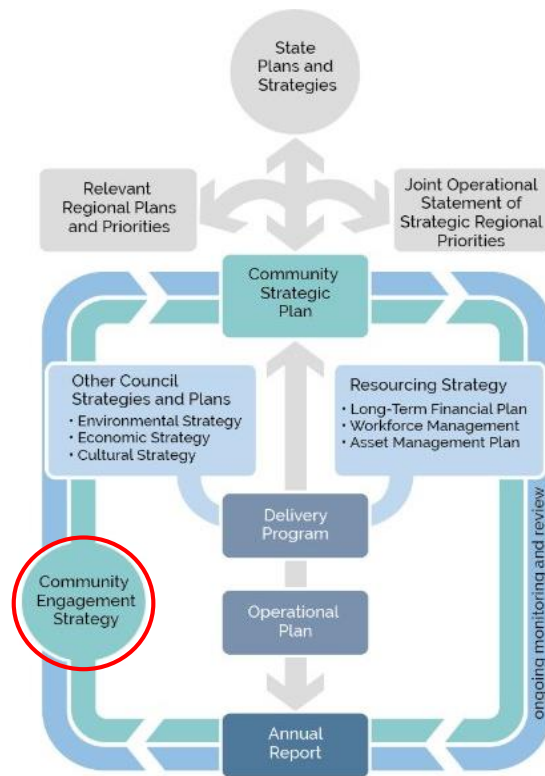 State
Plans and
Strategies
Relevant
Regional Plans
and Priorities
Joint Operational
Statement of
Strategic Regional
Priorities
Community
Strategic
Plan
Other Council
Strategies and Plans
• Environmental Strategy
• Economic Strategy
• Cultural Strategy
Resourcing Strategy
• Long-Term Financial Plan
• Workforce Management
• Asset Management Plan
Delivery
Program
Community
Engagement
Strategy
Operational
Plan
ongoing monitoring and review
Annual
Report